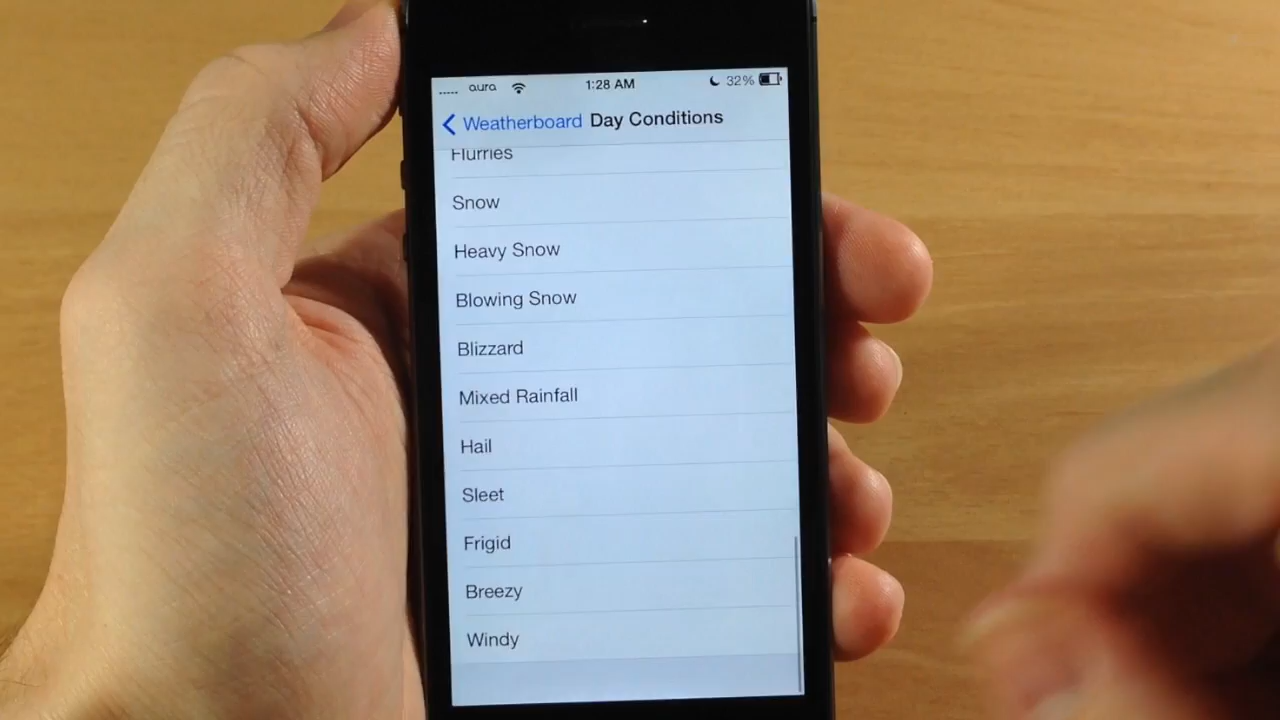 aura 1:28 AM 32%
Weatherboard Day Conditions
Flurries
Snow
Heavy Snow
Blowing Snow
Blizzard
Mixed Rainfall
Hail
Sleet
Frigid
Breezy
Windy